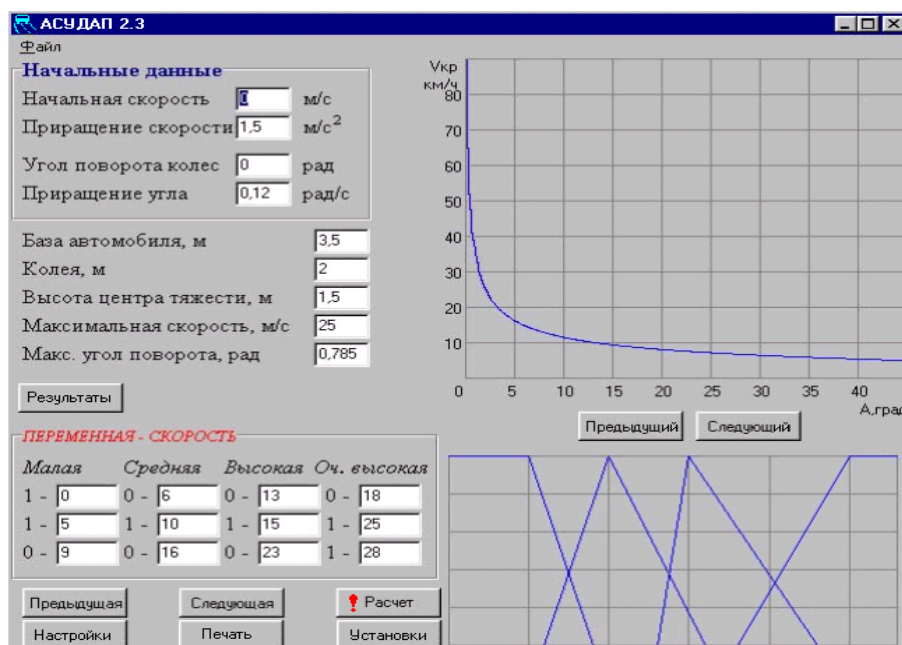 АСУДАП 2.3
Файл
Начальные данные
Начальная скорость 0 м/с
Приращение скорости 1,5 м/с²
Угол поворота колес 0 рад
Приращение угла 0,12 рад/с
База автомобиля, м 3,5
Колея, м 2
Высота центра тяжести, м 1,5
Максимальная скорость, м/с 25
Макс. угол поворота, рад 0,785
Результаты
Vкр
км/ч
80
70
60
50
40
30
20
10
0 5 10 15 20 25 30 35 40
А,град
Предыдущий Следующий
ПЕРЕМЕННАЯ - СКОРОСТЬ
Малая Средняя Высокая Оч. высокая
1 - 0 0 - 6 0 - 13 0 - 18
1 - 5 1 - 10 1 - 15 1 - 25
0 - 9 0 - 16 0 - 23 1 - 28
Предыдущая Следующая Расчет
Настройки Печать Установки